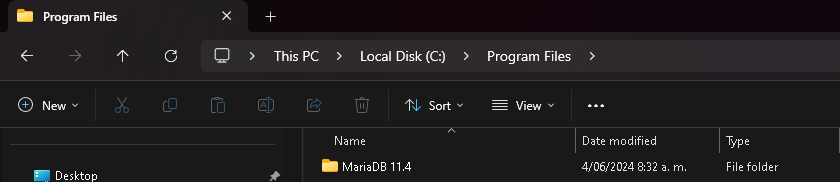 Program Files
This PC Local Disk (C:) Program Files
New Sort View
Name Date modified Type
MariaDB 11.4 4/06/2024 8:32 a. m. File folder
Desktop